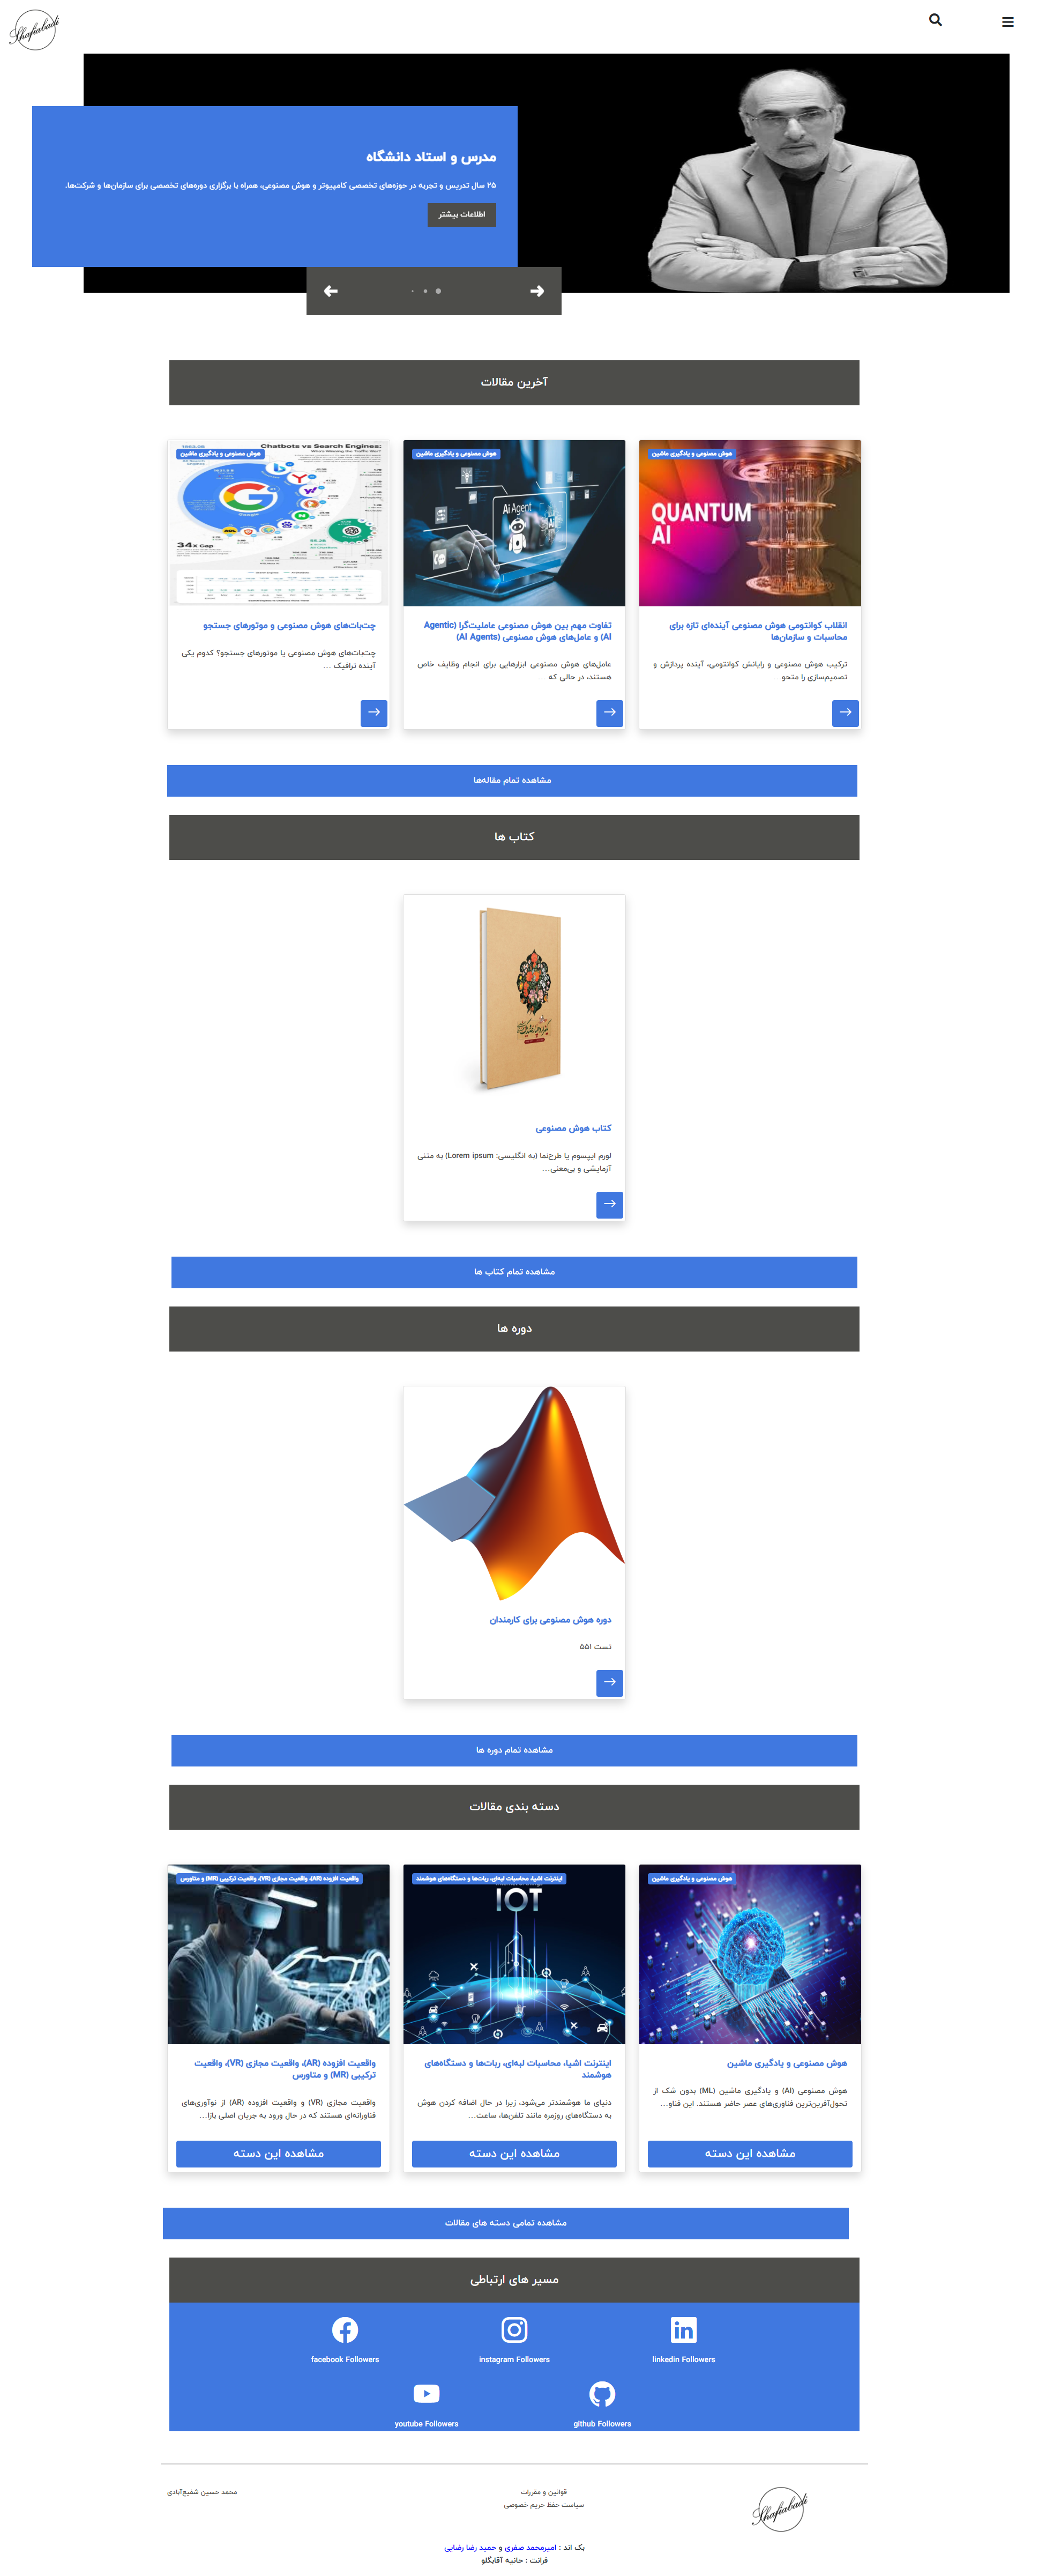 Shafiabadi
مدرس و استاد دانشگاه
۲۵ سال تدریس و تجربه در حوزه‌های تخصصی کامپیوتر و هوش مصنوعی، همراه با برگزاری دوره‌های تخصصی برای سازمان‌ها و شرکت‌ها.
اطلاعات بیشتر
آخرین مقالات
هوش مصنوعی و یادگیری ماشین
QUANTUM
AI
انقلاب کوانتومی هوش مصنوعی آینده‌ای تازه برای
محاسبات و سازمان‌ها
ترکیب هوش مصنوعی و رایانش کوانتومی، آینده پردازش و
تصمیم‌سازی را متحو...
هوش مصنوعی و یادگیری ماشین
Ai Agent
تفاوت مهم بین هوش مصنوعی عاملیت‌گرا (Agentic
AI) و عامل‌های هوش مصنوعی (AI Agents)
عامل‌های هوش مصنوعی ابزارهایی برای انجام وظایف خاص
هستند، در حالی که ...
Chatbots vs Search Engines:
هوش مصنوعی و یادگیری ماشین
34x Gap
چت‌بات‌های هوش مصنوعی و موتورهای جستجو
چت‌بات‌های هوش مصنوعی یا موتورهای جستجو؟ کدوم یکی
آینده ترافیک ...
مشاهده تمام مقاله‌ها
کتاب ها
کتاب هوش مصنوعی
لورم ایپسوم یا طرح‌نما (به انگلیسی: Lorem ipsum) به متنی
آزمایشی و بی‌معنی...
مشاهده تمام کتاب ها
دوره ها
دوره هوش مصنوعی برای کارمندان
تست ۵۵۱
مشاهده تمام دوره ها
دسته بندی مقالات
هوش مصنوعی و یادگیری ماشین
هوش مصنوعی و یادگیری ماشین
هوش مصنوعی (AI) و یادگیری ماشین (ML) بدون شک از
تحول‌آفرین‌ترین فناوری‌های عصر حاضر هستند. این فناو...
مشاهده این دسته
اینترنت اشیا، محاسبات لبه‌ای، ربات‌ها و دستگاه‌های هوشمند
IOT
اینترنت اشیا، محاسبات لبه‌ای، ربات‌ها و دستگاه‌های
هوشمند
دنیای ما هوشمندتر می‌شود، زیرا در حال اضافه کردن هوش
به دستگاه‌های روزمره مانند تلفن‌ها، ساعت...
مشاهده این دسته
واقعیت افزوده (AR)، واقعیت مجازی (VR)، واقعیت ترکیبی (MR) و متاورس
واقعیت افزوده (AR)، واقعیت مجازی (VR)، واقعیت
ترکیبی (MR) و متاورس
واقعیت مجازی (VR) و واقعیت افزوده (AR) از نوآوری‌های
فناورانه‌ای هستند که در حال ورود به جریان اصلی بازا...
مشاهده این دسته
مشاهده تمامی دسته های مقالات
مسیر های ارتباطی
linkedin Followers
instagram Followers
facebook Followers
github Followers
youtube Followers
Shafiabadi
قوانین و مقررات
سیاست حفظ حریم خصوصی
محمد حسین شفیع‌آبادی
بک اند : امیرمحمد صفری و حمید رضا رضایی
فرانت : حانیه آقابگلو